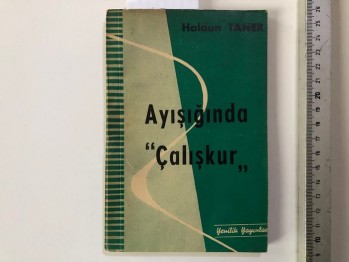 Haldun TANER
Ayışığında
"Çalışkur„
Yenilik Yayınları